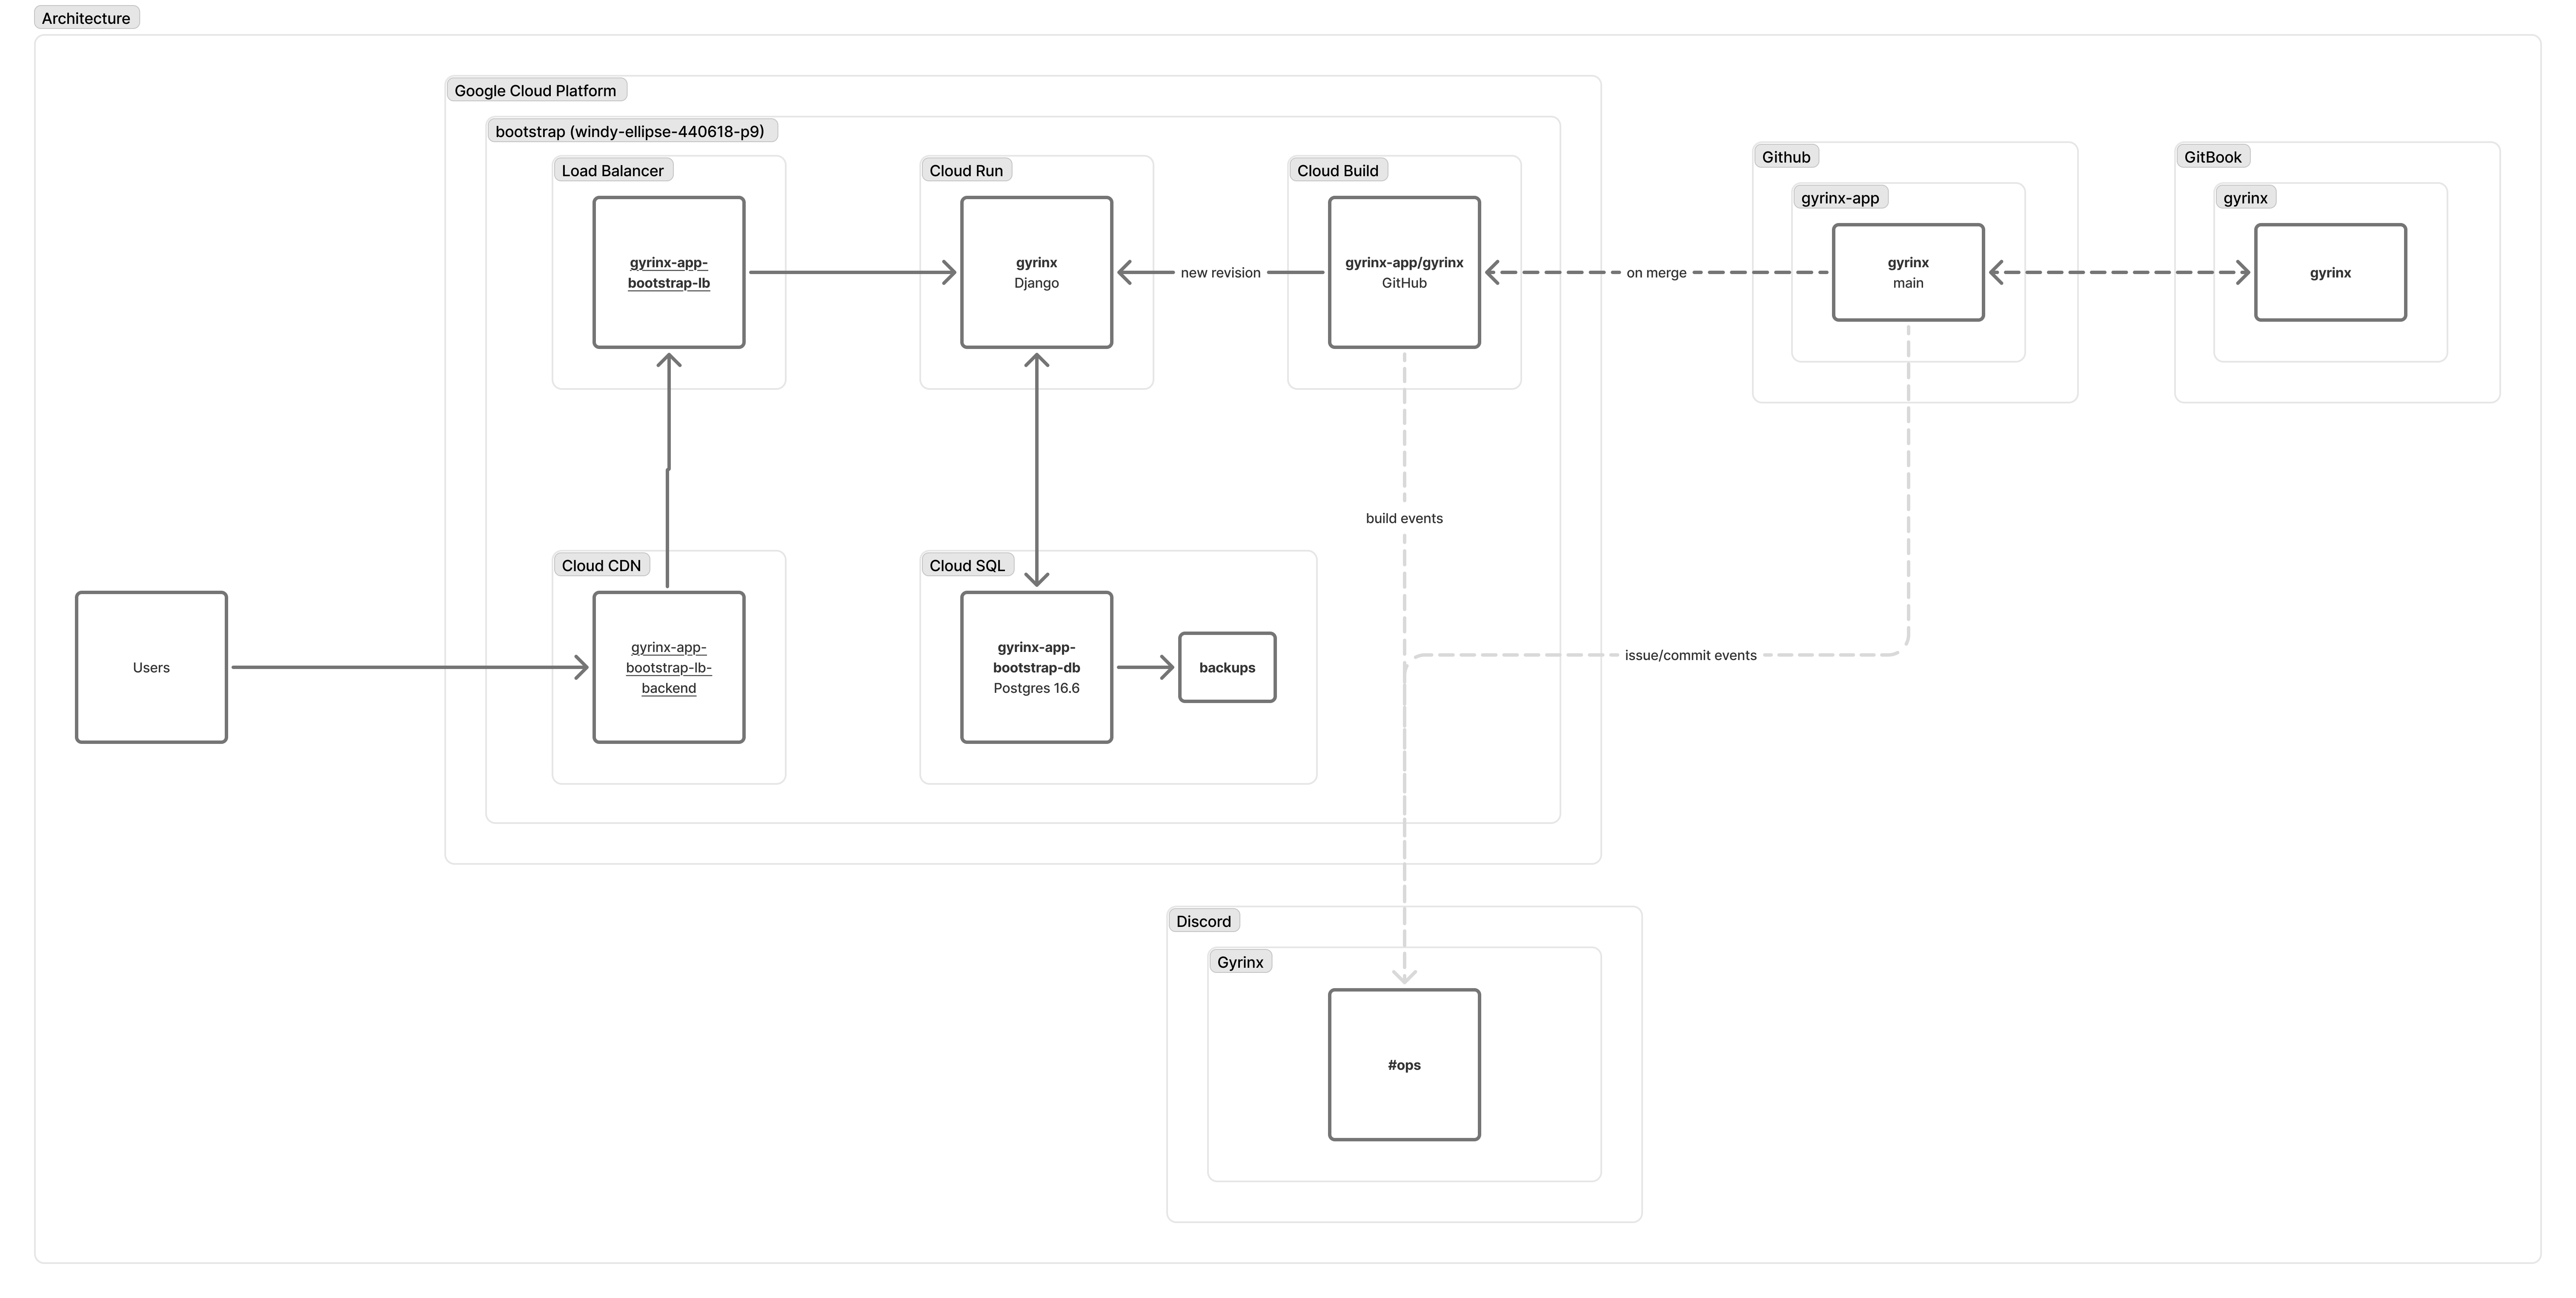 Architecture
Google Cloud Platform
bootstrap (windy-ellipse-440618-p9)
Load Balancer
gyrinx-app-
bootstrap-lb
Cloud Run
gyrinx
Django
new revision
Cloud Build
gyrinx-app/gyrinx
GitHub
on merge
Github
gyrinx-app
gyrinx
main
GitBook
gyrinx
gyrinx
build events
Users
Cloud CDN
gyrinx-app-
bootstrap-lb-
backend
Cloud SQL
gyrinx-app-
bootstrap-db
Postgres 16.6
backups
issue/commit events
Discord
Gyrinx
#ops